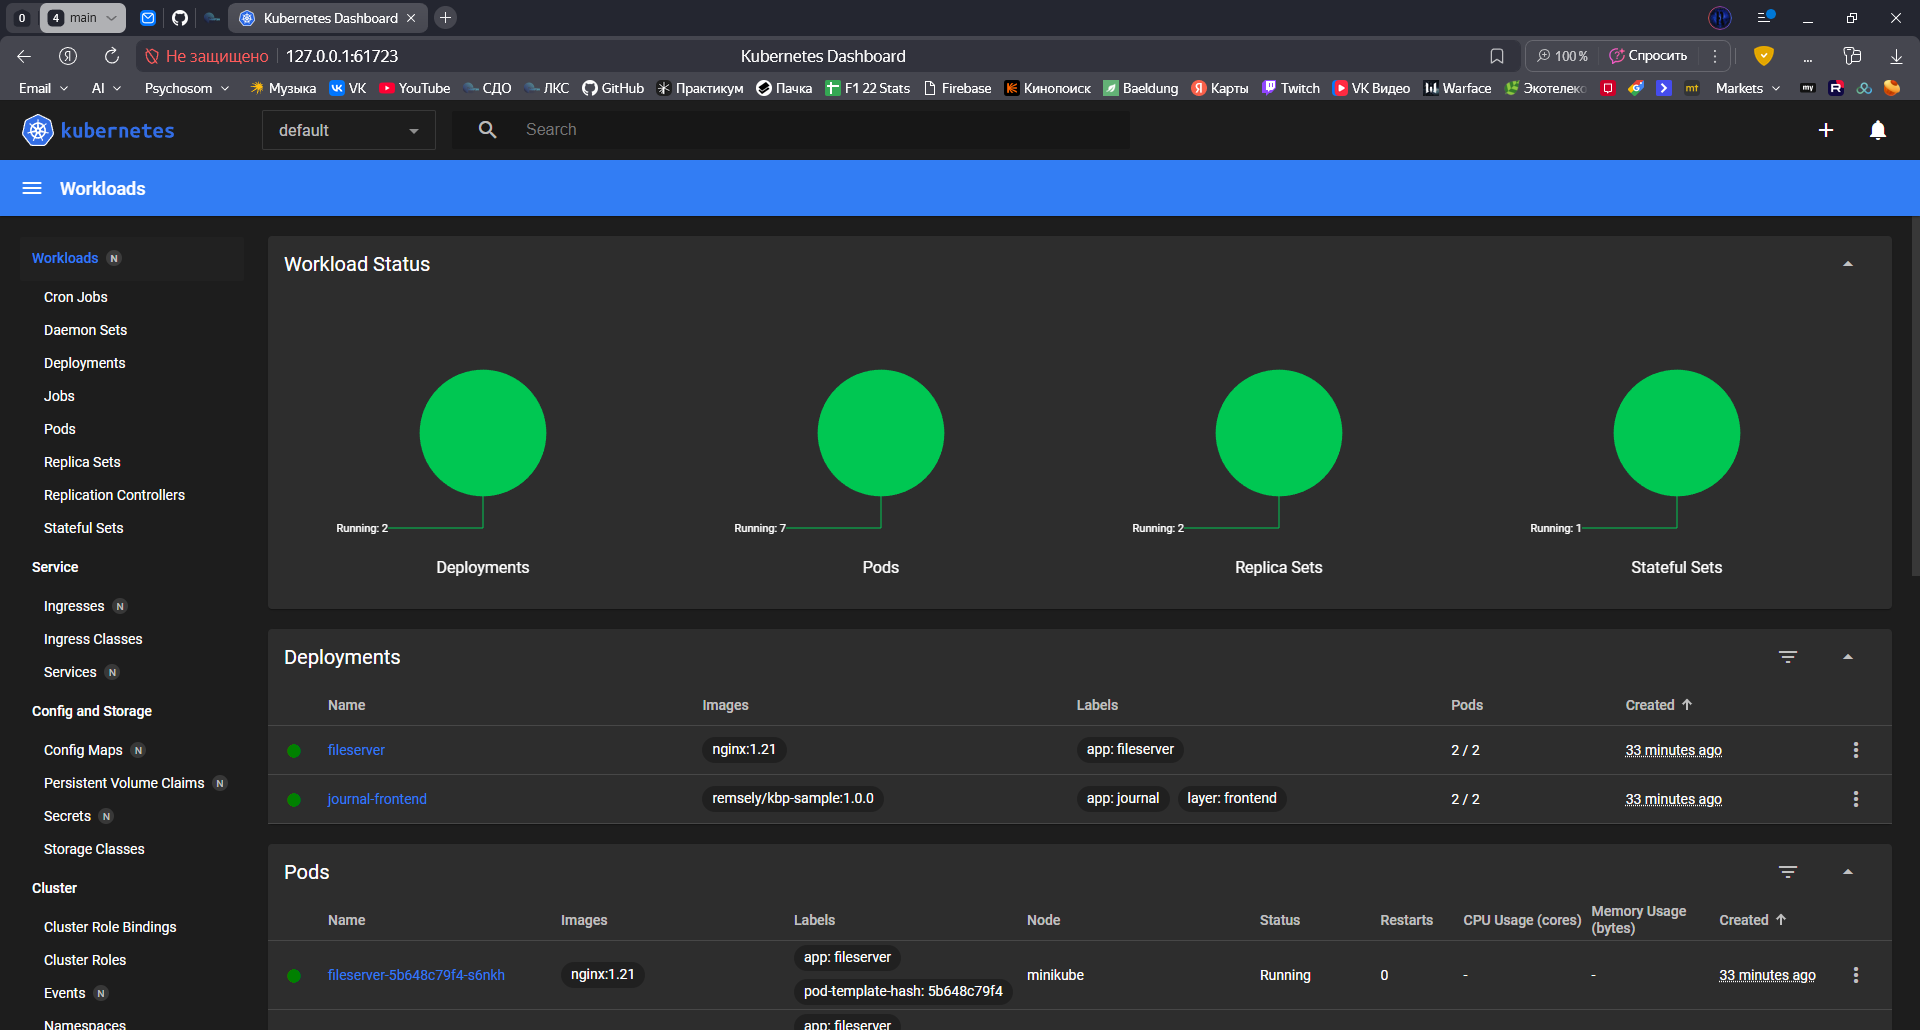 0 4 main Kubernetes Dashboard
Не защищено 127.0.0.1:61723 Kubernetes Dashboard 100 % Спросить
Email AI Psychosom Музыка VK YouTube СДО ЛКС GitHub Практикум Пачка F1 22 Stats Firebase Кинопоиск Baeldung Карты Twitch VK Видео Warface Экотелеко mt Markets my R
kubernetes default Search
Workloads
Workloads N
Cron Jobs
Daemon Sets
Deployments
Jobs
Pods
Replica Sets
Replication Controllers
Stateful Sets
Service
Ingresses N
Ingress Classes
Services N
Config and Storage
Config Maps N
Persistent Volume Claims N
Secrets N
Storage Classes
Cluster
Cluster Role Bindings
Cluster Roles
Events N
Namespaces
Workload Status
Running: 2 Running: 7 Running: 2 Running: 1
Deployments Pods Replica Sets Stateful Sets
Deployments
Name Images Labels Pods Created
fileserver nginx:1.21 app: fileserver 2 / 2 33 minutes ago
journal-frontend remsely/kbp-sample:1.0.0 app: journal layer: frontend 2 / 2 33 minutes ago
Pods
Name Images Labels Node Status Restarts CPU Usage (cores) Memory Usage (bytes) Created
fileserver-5b648c79f4-s6nkh nginx:1.21 app: fileserver pod-template-hash: 5b648c79f4 minikube Running 0 - - 33 minutes ago
app: fileserver